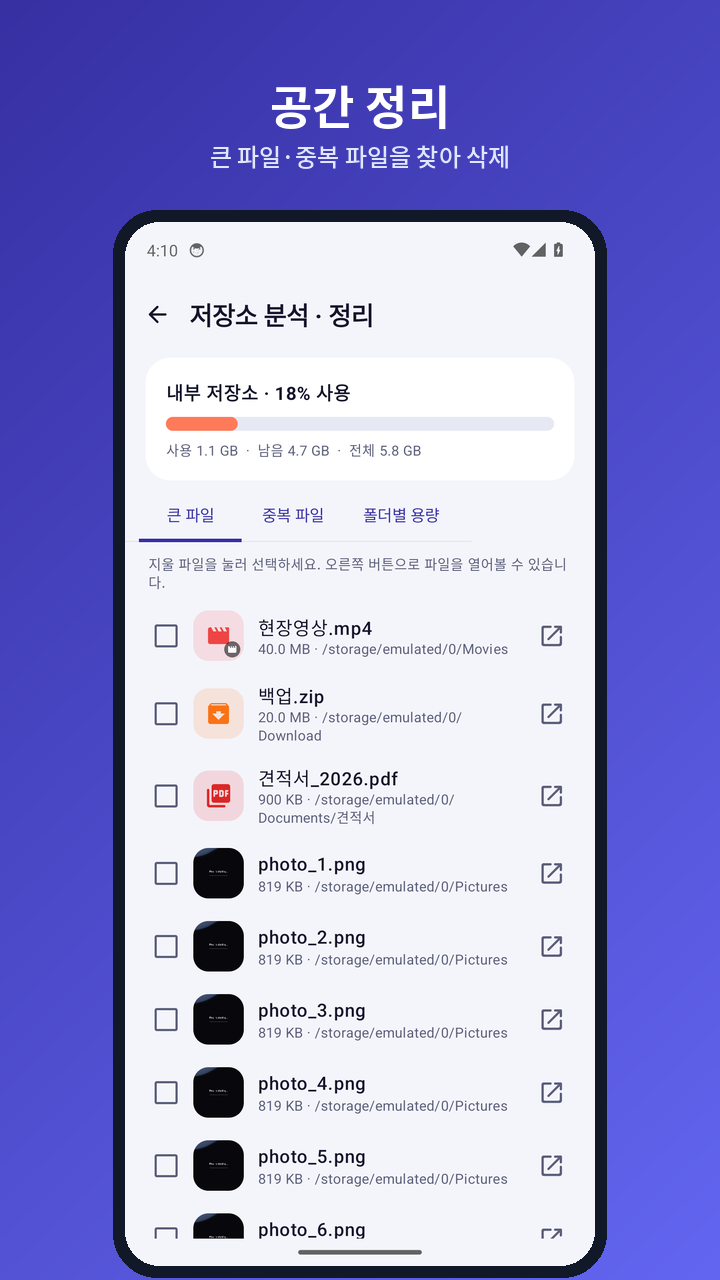 공간 정리
큰 파일·중복 파일을 찾아 삭제
4:10
저장소 분석 · 정리
내부 저장소 · 18% 사용
사용 1.1 GB · 남음 4.7 GB · 전체 5.8 GB
큰 파일 중복 파일 폴더별 용량
지울 파일을 눌러 선택하세요. 오른쪽 버튼으로 파일을 열어볼 수 있습니
다.
현장영상.mp4
40.0 MB · /storage/emulated/0/Movies
백업.zip
20.0 MB · /storage/emulated/0/
Download
PDF
견적서_2026.pdf
900 KB · /storage/emulated/0/
Documents/견적서
photo_1.png
819 KB · /storage/emulated/0/Pictures
photo_2.png
819 KB · /storage/emulated/0/Pictures
photo_3.png
819 KB · /storage/emulated/0/Pictures
photo_4.png
819 KB · /storage/emulated/0/Pictures
photo_5.png
819 KB · /storage/emulated/0/Pictures
photo_6.png